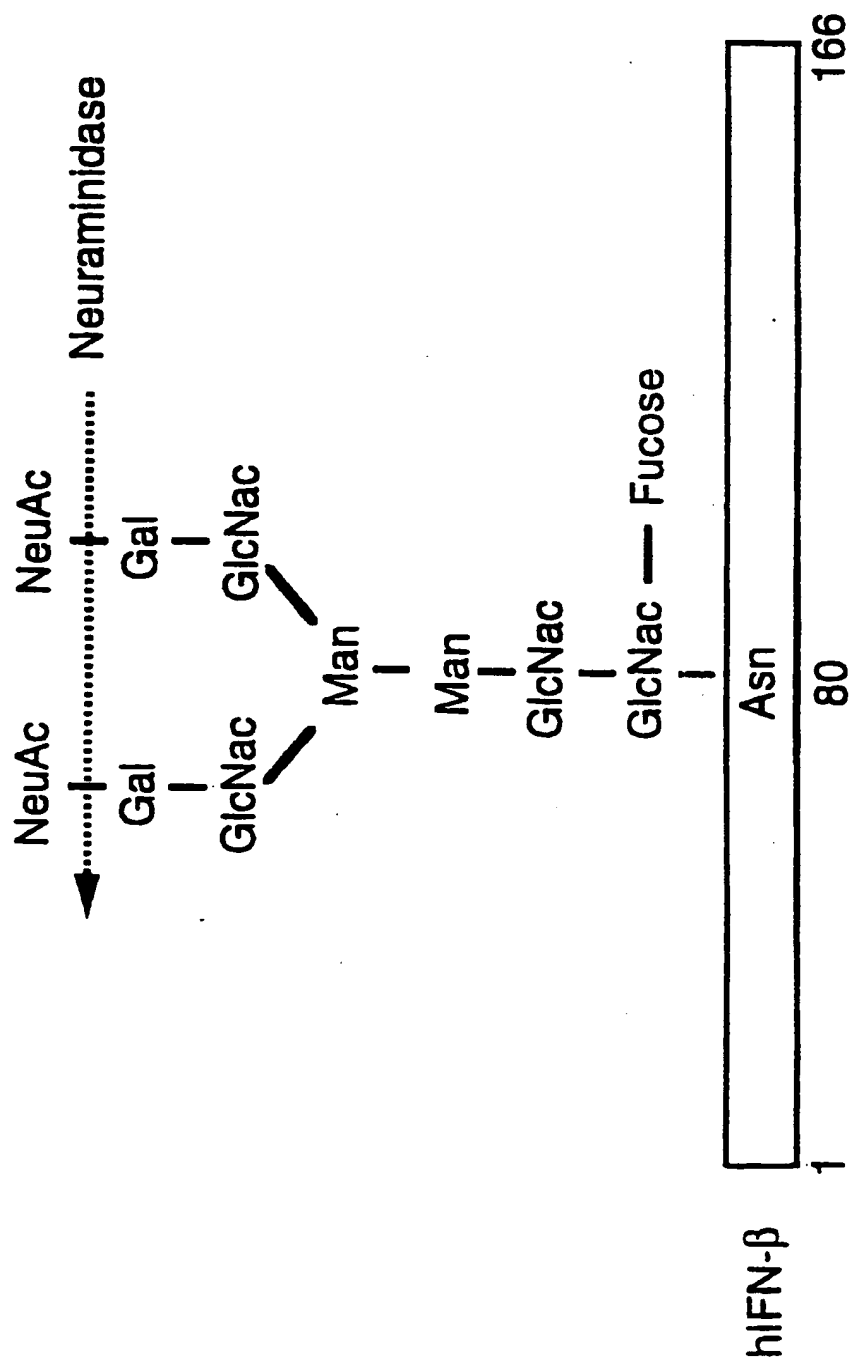 NeuAc NeuAc
Neuraminidase
Gal Gal
GlcNac GlcNac
Man
Man
GlcNac
GlcNac Fucose
Asn
hIFN-β
1 80 166